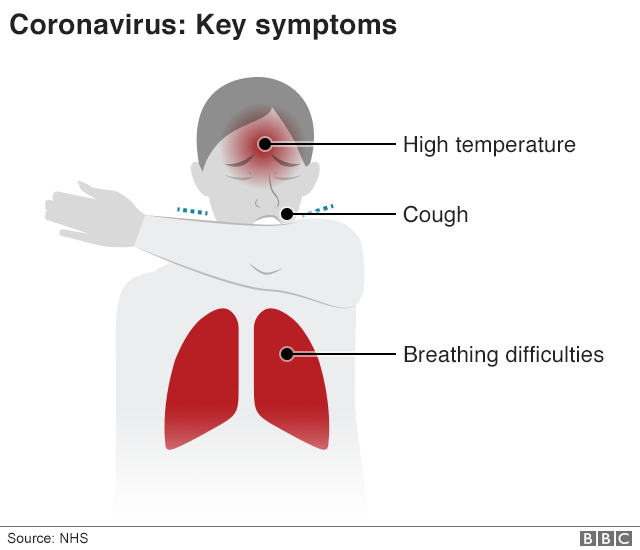 Coronavirus: Key symptoms
High temperature
Cough
Breathing difficulties
Source: NHS
BBC